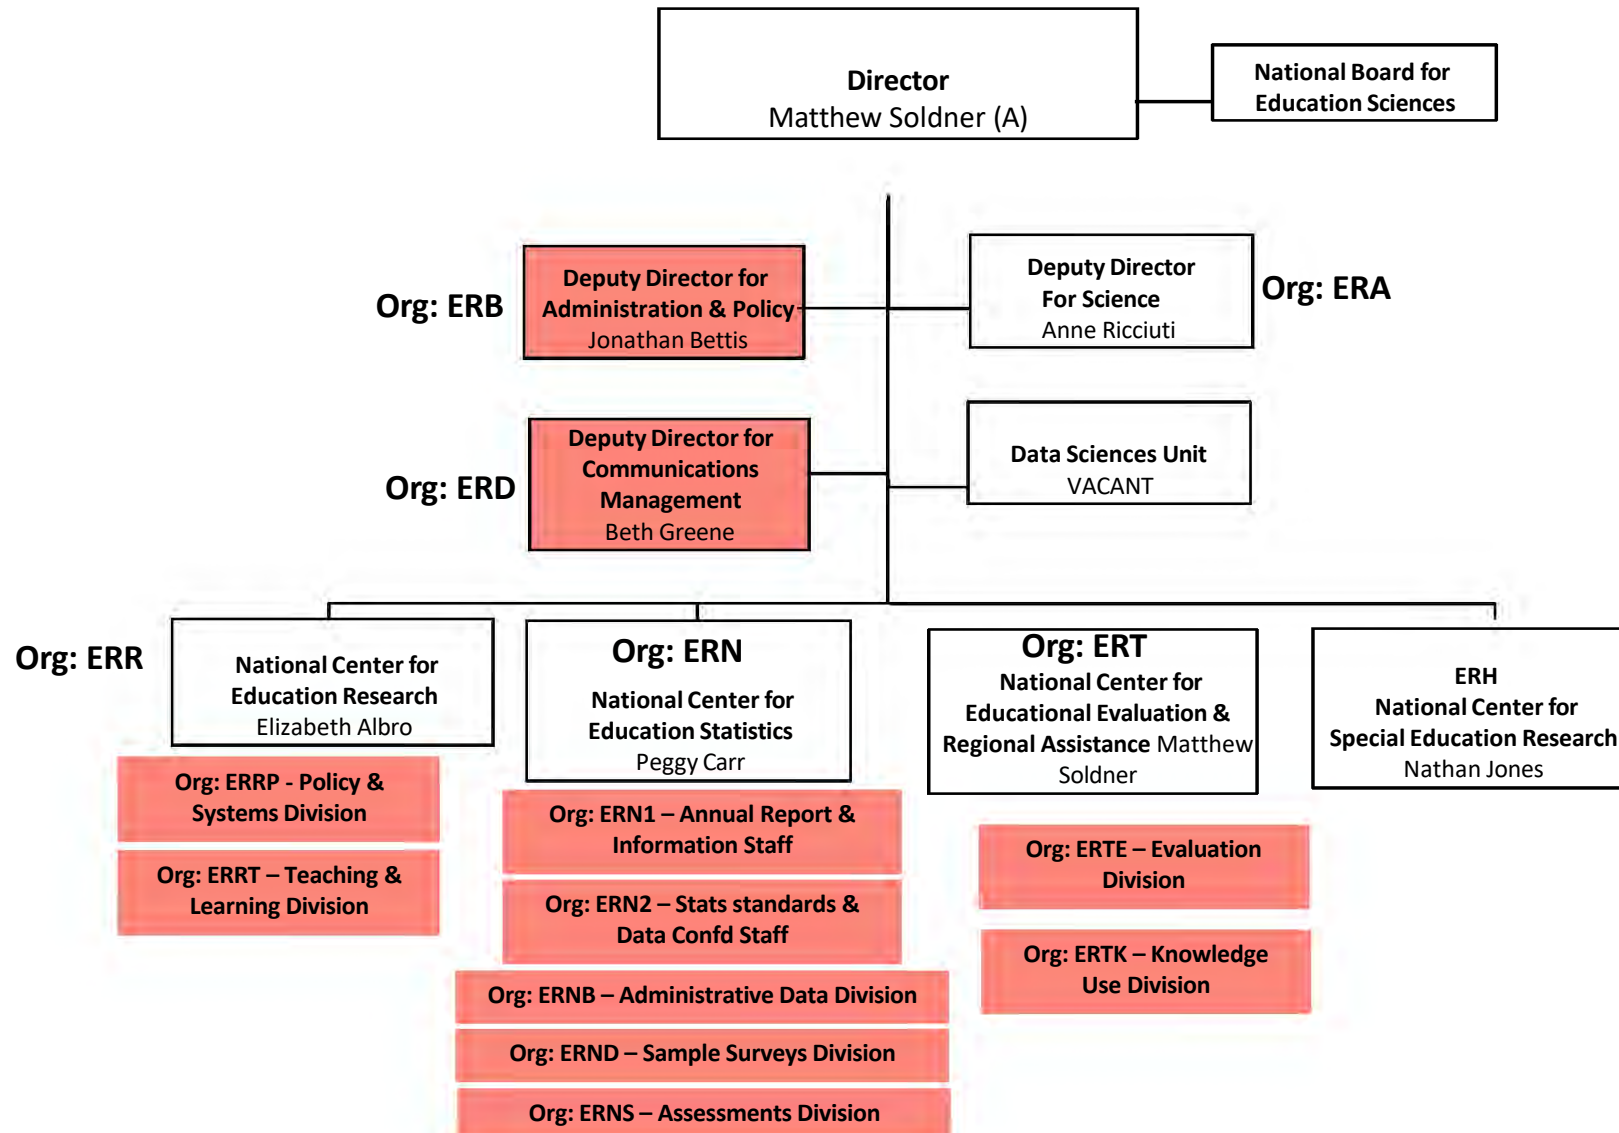 Director
Matthew Soldner (A)
National Board for
Education Sciences
Org: ERB
Deputy Director for
Administration & Policy
Jonathan Bettis
Deputy Director
For Science
Anne Ricciuti
Org: ERA
Org: ERD
Deputy Director for
Communications
Management
Beth Greene
Data Sciences Unit
VACANT
Org: ERR
National Center for
Education Research
Elizabeth Albro
Org: ERRP - Policy &
Systems Division
Org: ERRT – Teaching &
Learning Division
Org: ERN
National Center for
Education Statistics
Peggy Carr
Org: ERN1 – Annual Report &
Information Staff
Org: ERN2 – Stats standards &
Data Confd Staff
Org: ERNB – Administrative Data Division
Org: ERND – Sample Surveys Division
Org: ERNS – Assessments Division
Org: ERT
National Center for
Educational Evaluation &
Regional Assistance Matthew
Soldner
Org: ERTE – Evaluation
Division
Org: ERTK – Knowledge
Use Division
ERH
National Center for
Special Education Research
Nathan Jones